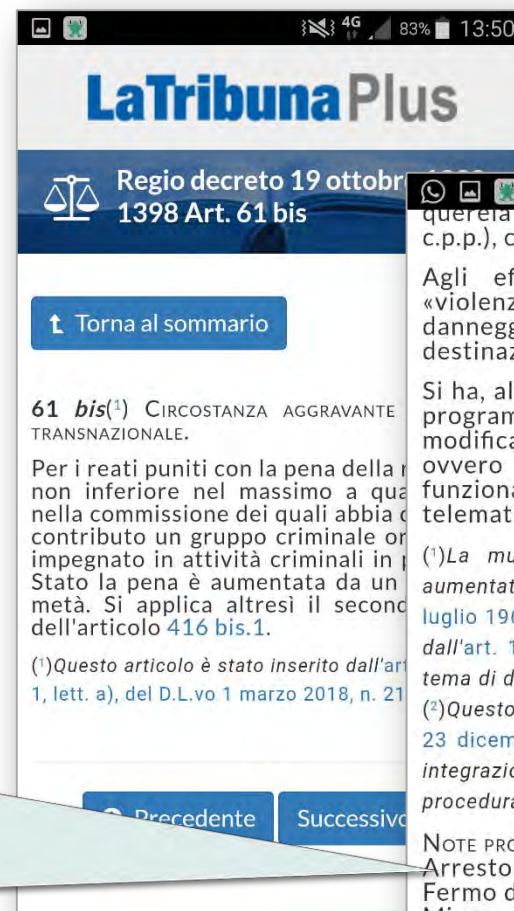 83% 13:50
4G
LaTribunaPlus
Regio decreto 19 ottobr
1398 Art. 61 bis
Torna al sommario
61 bis(1) CIRCOSTANZA AGGRAVANTE
TRANSNAZIONALE.
Per i reati puniti con la pena della
non inferiore nel massimo a qua
nella commissione dei quali abbia
contributo un gruppo criminale or
impegnato in attività criminali in
Stato la pena è aumentata da un
metà. Si applica altresì il second
dell'articolo 416 bis.1.
(1)Questo articolo è stato inserito dall'art
1, lett. a), del D.L.vo 1 marzo 2018, n. 21
Precedente
Successivo
querela
c.p.p.), c
Agli ef
«violenz
dannegg
destinaz
Si ha, al
program
modifica
ovvero
funziona
telemat
(1)La mu
aumentat
luglio 196
dall'art. 1
tema di d
(2)Questo
23 dicem
integrazio
procedura
NOTE PRO
Arresto
Fermo d